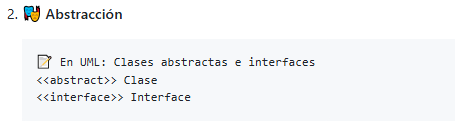 2. 🎭 Abstracción
📝 En UML: Clases abstractas e interfaces
<<abstract>> Clase
<<interface>> Interface